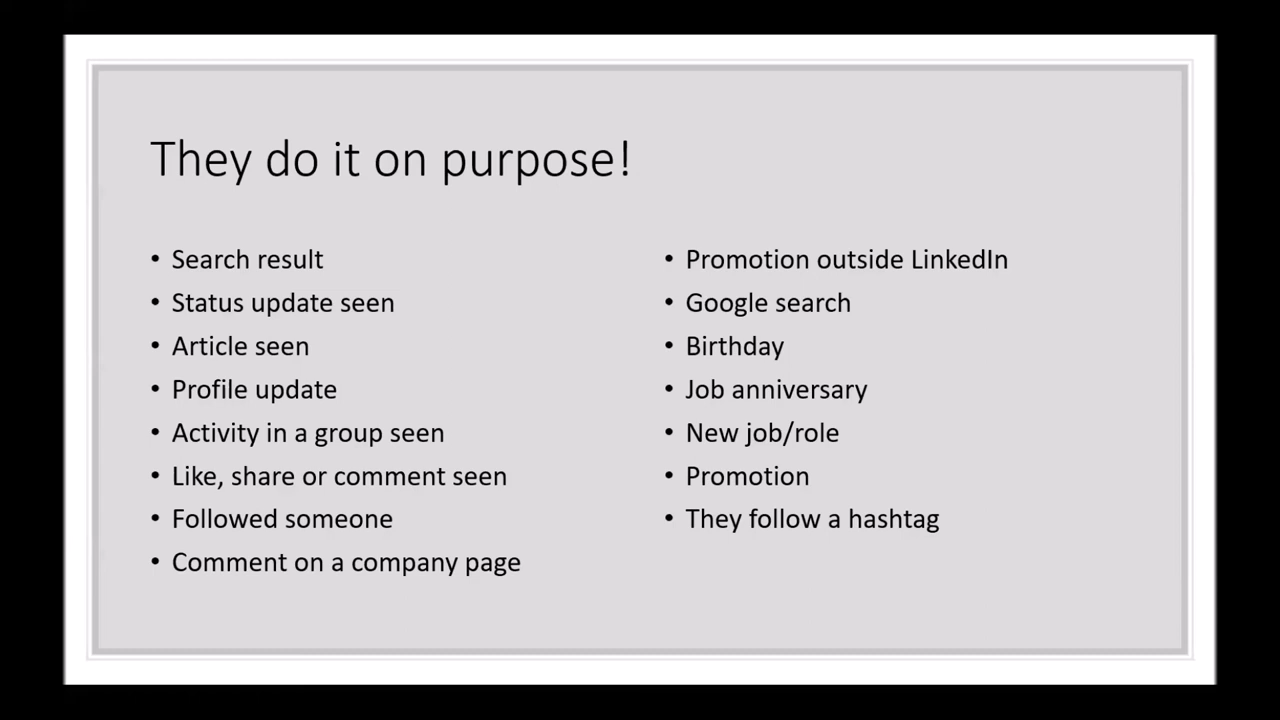 They do it on purpose!
• Search result
• Status update seen
• Article seen
• Profile update
• Activity in a group seen
• Like, share or comment seen
• Followed someone
• Comment on a company page
• Promotion outside LinkedIn
• Google search
• Birthday
• Job anniversary
• New job/role
• Promotion
• They follow a hashtag